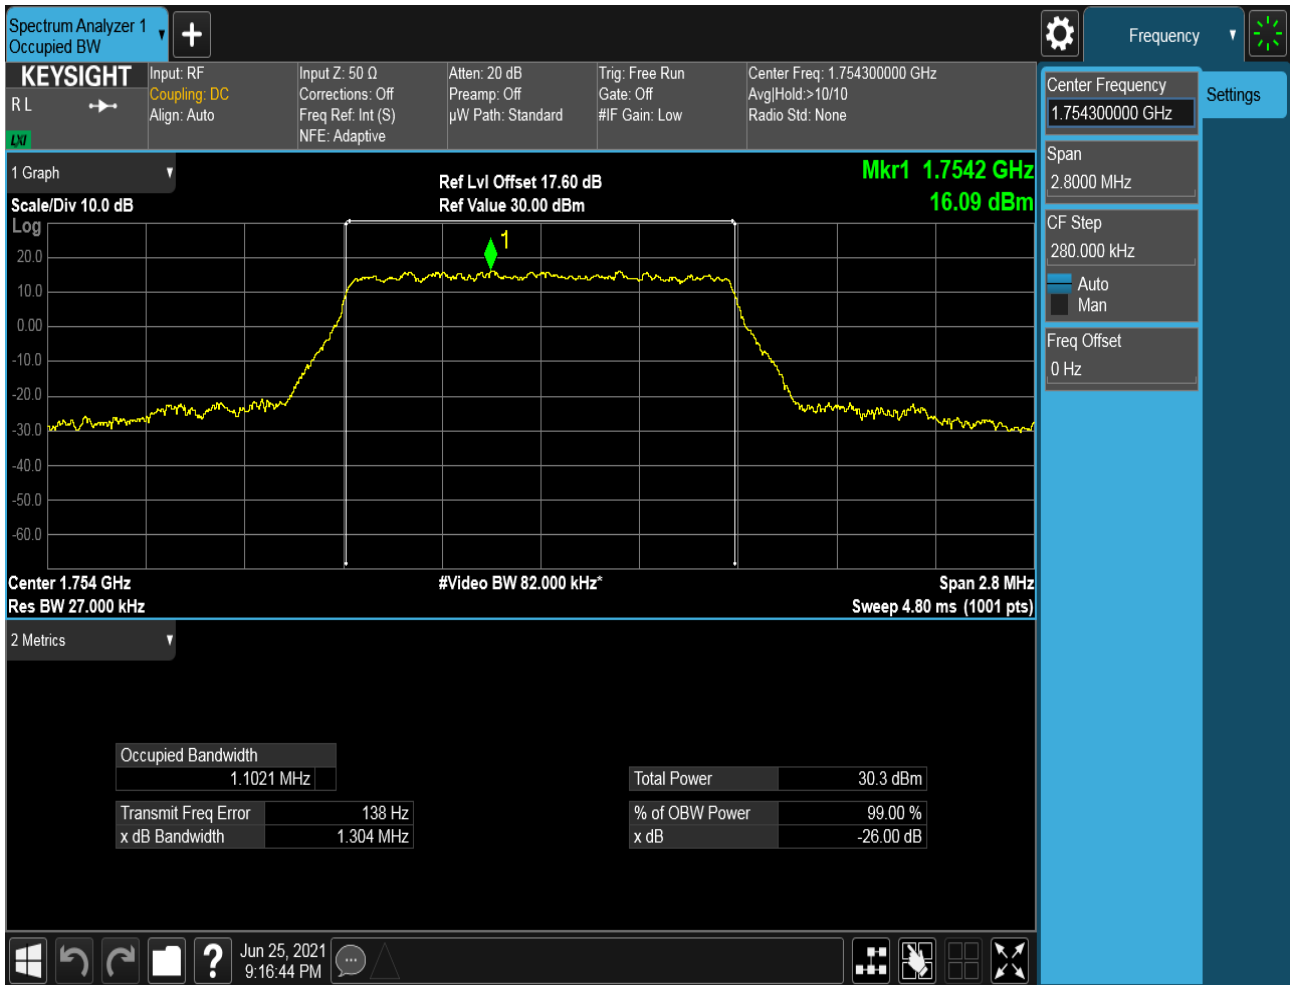 Spectrum Analyzer 1
Occupied BW
Frequency
KEYSIGHT
R L
LXI
Input: RF
Coupling: DC
Align: Auto
Input Z: 50 Ω
Corrections: Off
Freq Ref: Int (S)
NFE: Adaptive
Atten: 20 dB
Preamp: Off
µW Path: Standard
Trig: Free Run
Gate: Off
#IF Gain: Low
Center Freq: 1.754300000 GHz
Avg|Hold:>10/10
Radio Std: None
Center Frequency
1.754300000 GHz
Settings
Span
2.8000 MHz
CF Step
280.000 kHz
Auto
Man
Freq Offset
0 Hz
1 Graph
Scale/Div 10.0 dB
Log
Ref Lvl Offset 17.60 dB
Ref Value 30.00 dBm
Mkr1 1.7542 GHz
16.09 dBm
1
20.0
10.0
0.00
-10.0
-20.0
-30.0
-40.0
-50.0
-60.0
Center 1.754 GHz
#Video BW 82.000 kHz*
Span 2.8 MHz
Res BW 27.000 kHz
Sweep 4.80 ms (1001 pts)
2 Metrics
Occupied Bandwidth
1.1021 MHz
Total Power 30.3 dBm
Transmit Freq Error 138 Hz
% of OBW Power 99.00 %
x dB Bandwidth 1.304 MHz
x dB -26.00 dB
?
Jun 25, 2021
9:16:44 PM